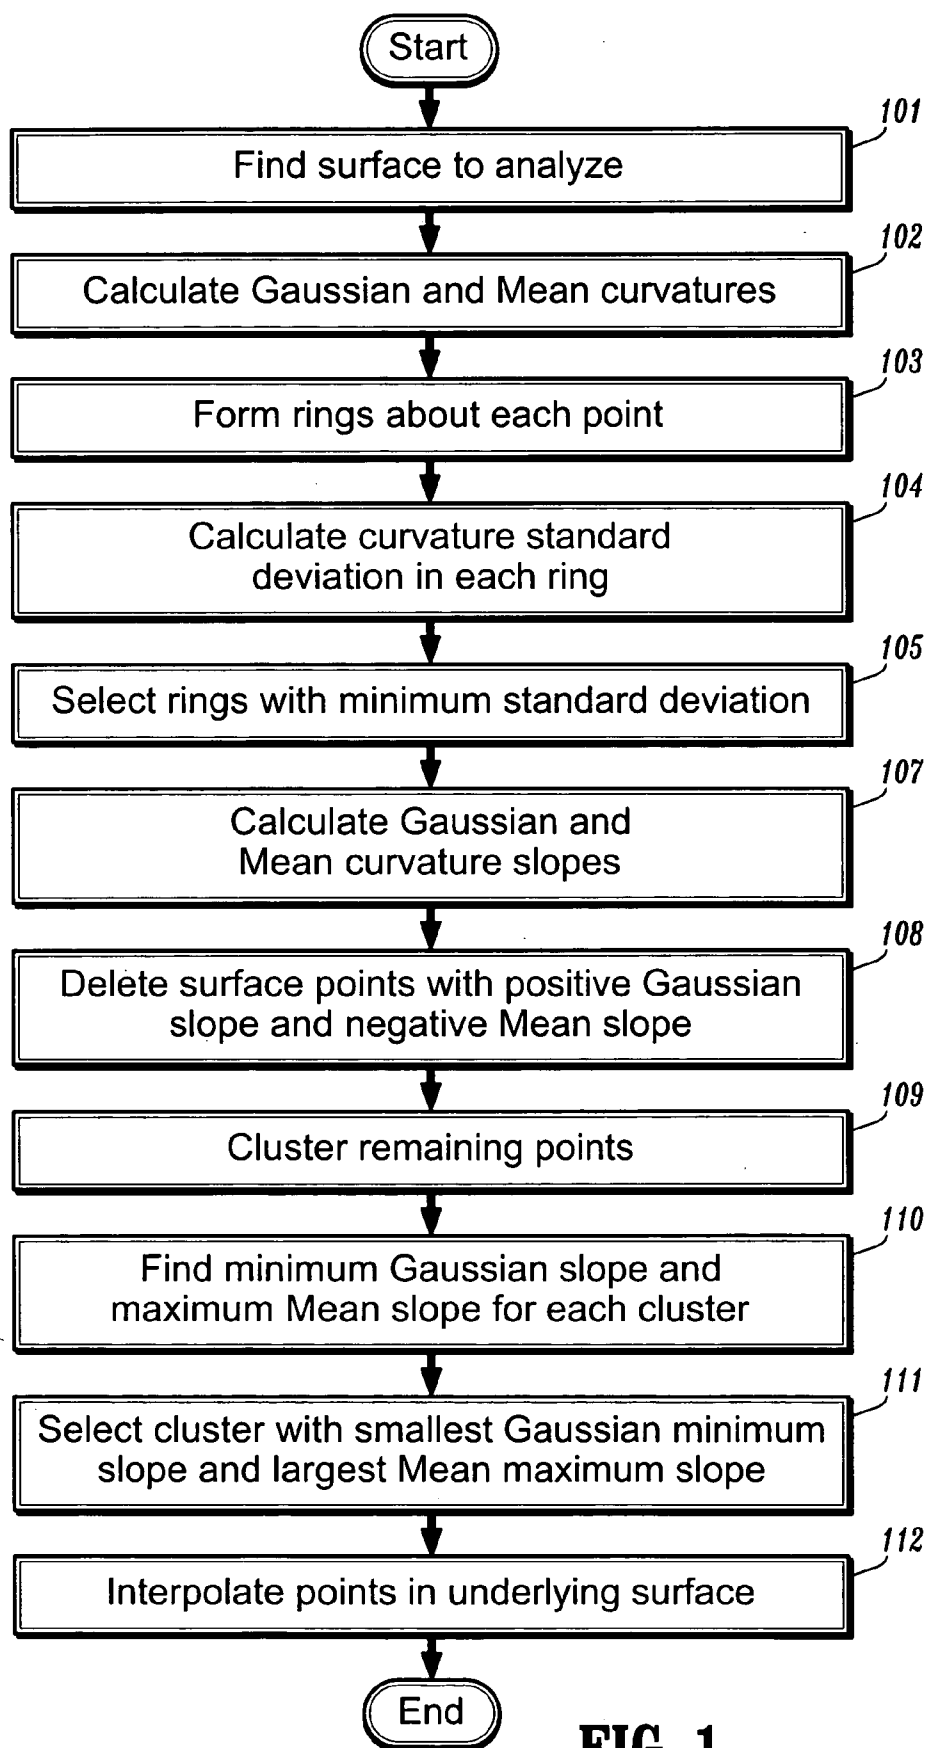 Start
101
Find surface to analyze
102
Calculate Gaussian and Mean curvatures
103
Form rings about each point
104
Calculate curvature standard
deviation in each ring
105
Select rings with minimum standard deviation
107
Calculate Gaussian and
Mean curvature slopes
108
Delete surface points with positive Gaussian
slope and negative Mean slope
109
Cluster remaining points
110
Find minimum Gaussian slope and
maximum Mean slope for each cluster
111
Select cluster with smallest Gaussian minimum
slope and largest Mean maximum slope
112
Interpolate points in underlying surface
End
FIG. 1